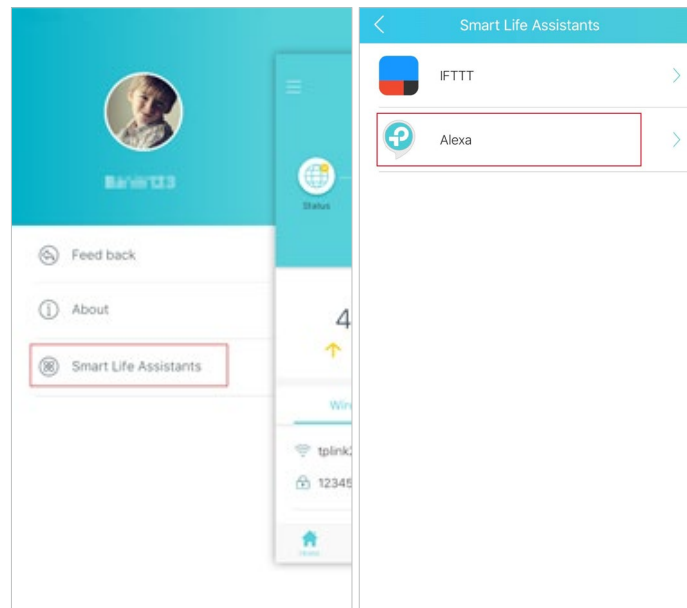 Status
Feed back
About
Smart Life Assistants
4
tplink
12345
Smart Life Assistants
IFTTT
Alexa